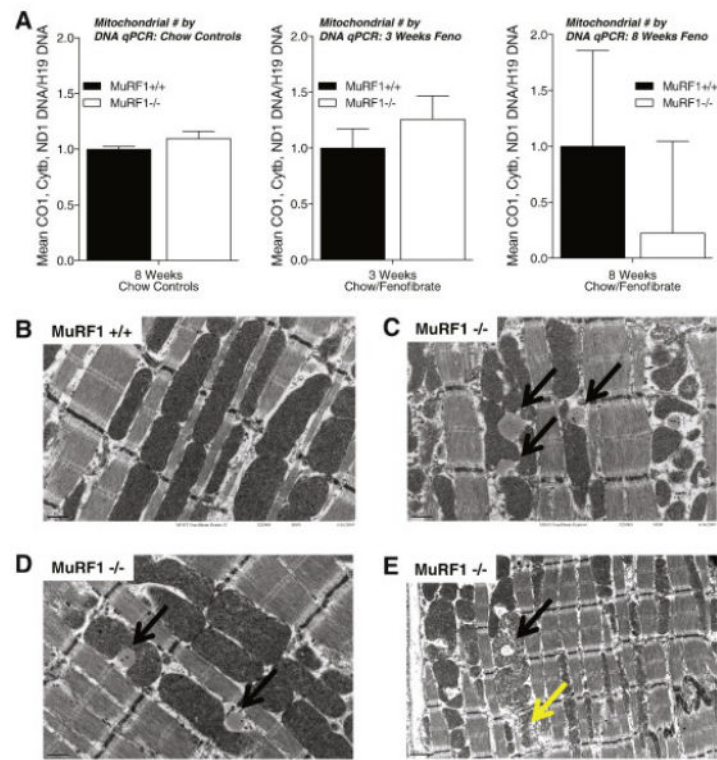 A
Mitochondrial # by
DNA qPCR: Chow Controls
Mean CO1, Cytb, ND1 DNA/H19 DNA
2.0
1.5
1.0
0.5
0.0
MuRF1+/+
MuRF1-/-
8 Weeks
Chow Controls
Mitochondrial # by
DNA qPCR: 3 Weeks Feno
Mean CO1, Cytb, ND1 DNA/H19 DNA
2.0
1.5
1.0
0.5
0.0
MuRF1+/+
MuRF1-/-
3 Weeks
Chow/Fenofibrate
Mitochondrial # by
DNA qPCR: 8 Weeks Feno
Mean CO1, Cytb, ND1 DNA/H19 DNA
2.0
1.5
1.0
0.5
0.0
MuRF1+/+
MuRF1-/-
8 Weeks
Chow/Fenofibrate
B MuRF1 +/+
C MuRF1 -/-
D MuRF1 -/-
E MuRF1 -/-